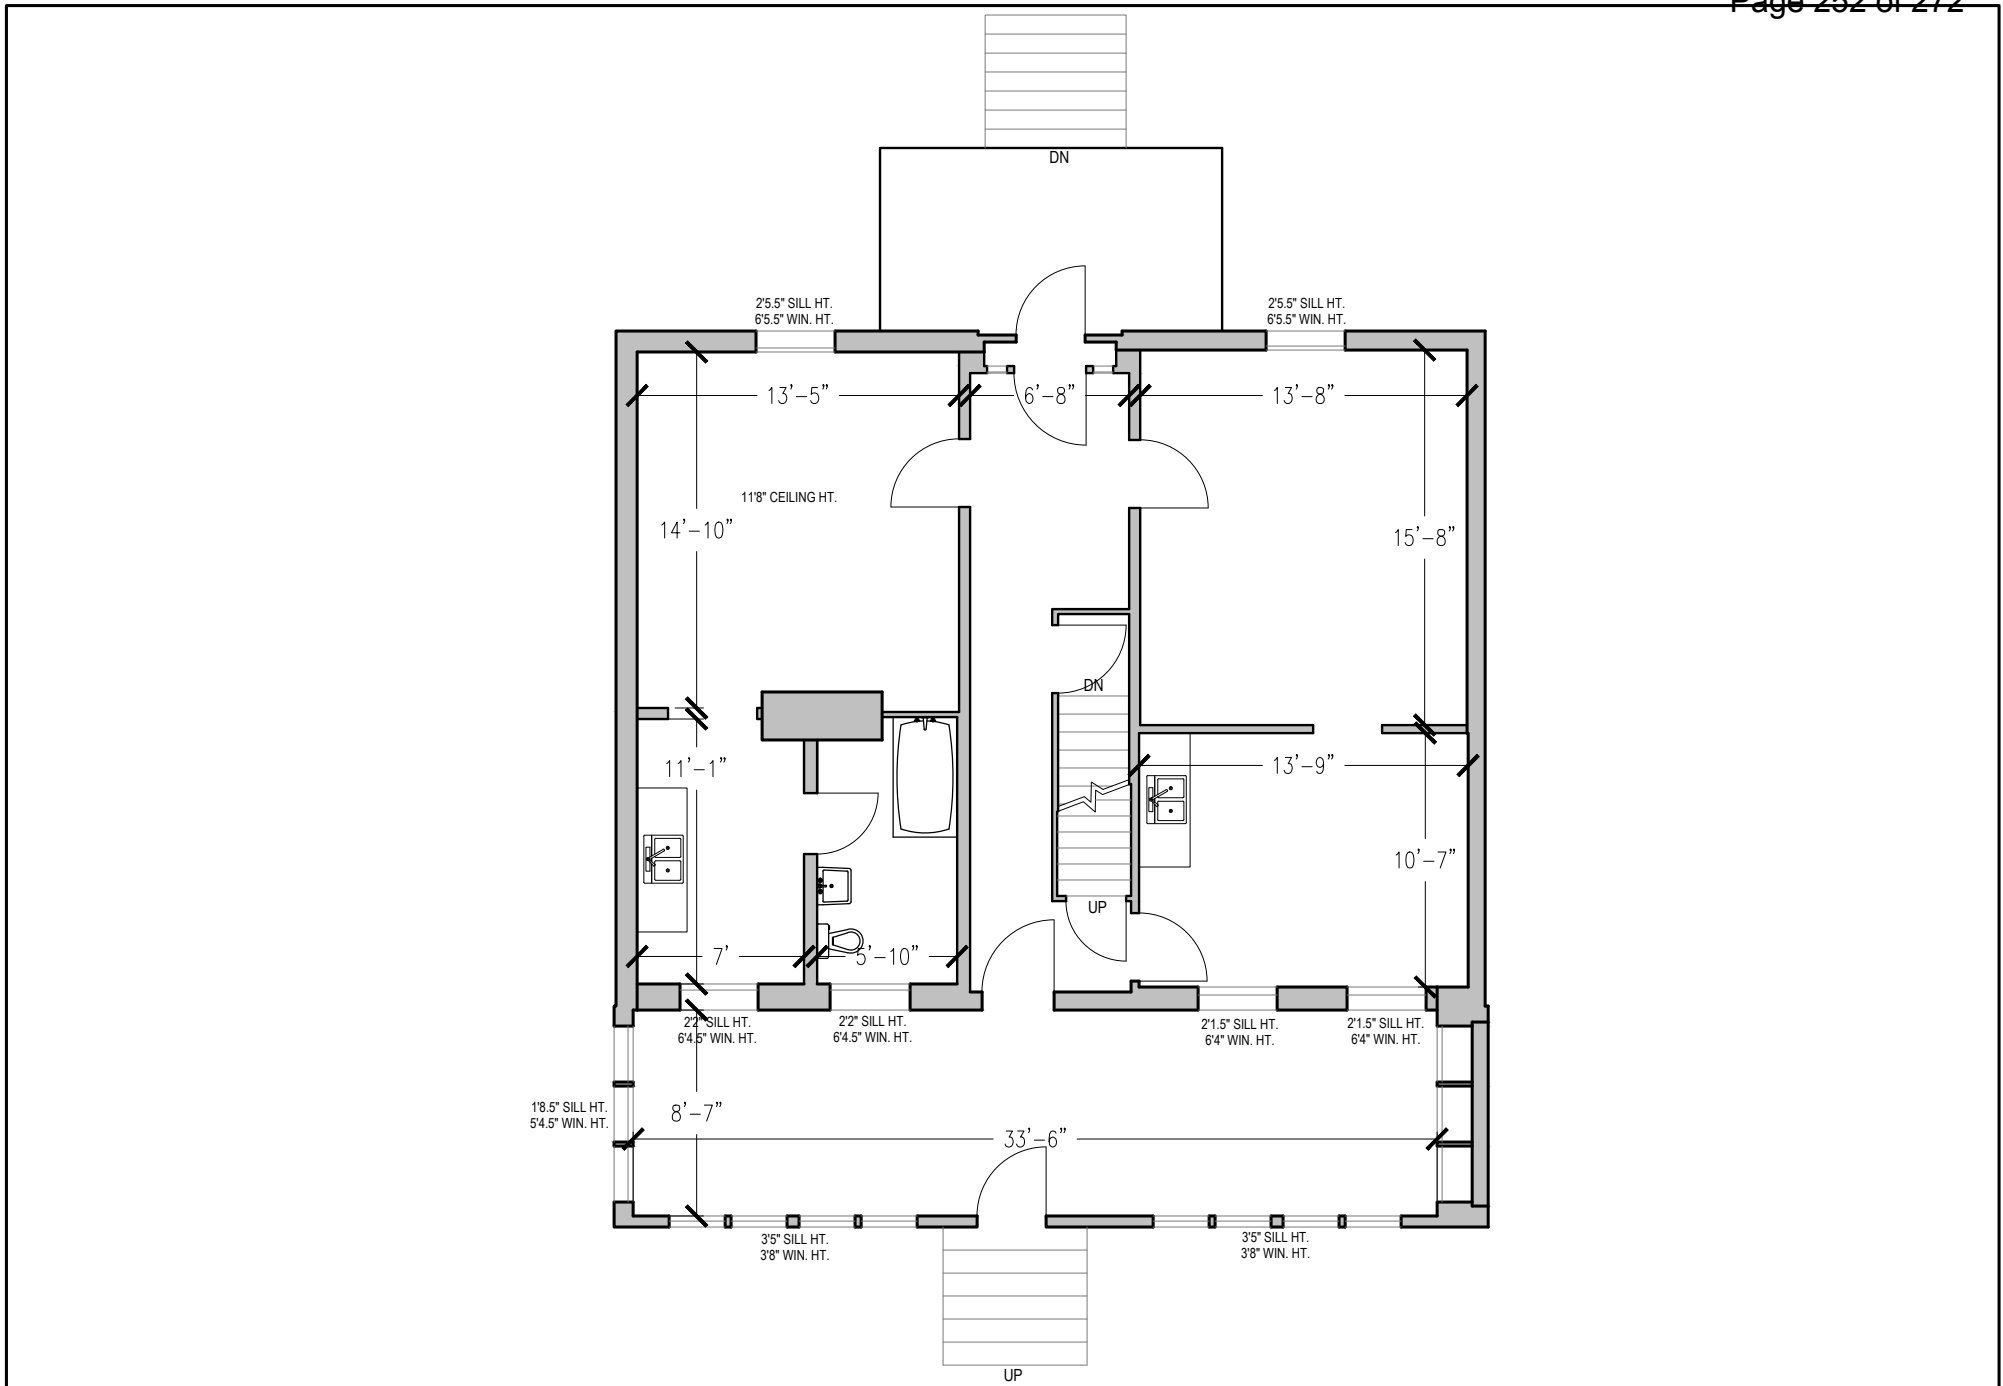 Page 252 of 272
DN
2'5.5" SILL HT.
6'5.5" WIN. HT.
2'5.5" SILL HT.
6'5.5" WIN. HT.
13'-5"
6'-8"
13'-8"
11'8" CEILING HT.
14'-10"
15'-8"
DN
11'-1"
13'-9"
10'-7"
UP
7'
5'-10"
2'2" SILL HT.
6'4.5" WIN. HT.
2'2" SILL HT.
6'4.5" WIN. HT.
2'1.5" SILL HT.
6'4" WIN. HT.
2'1.5" SILL HT.
6'4" WIN. HT.
1'8.5" SILL HT.
5'4.5" WIN. HT.
8'-7"
33'-6"
3'5" SILL HT.
3'8" WIN. HT.
3'5" SILL HT.
3'8" WIN. HT.
UP